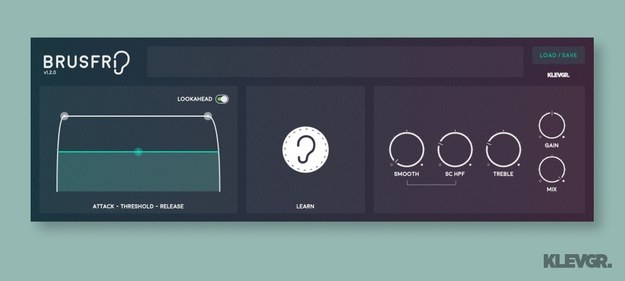 BRUSFRI
v1.2.0
LOAD / SAVE
KLEVGR.
LOOKAHEAD
ATTACK - THRESHOLD - RELEASE
LEARN
SMOOTH
SC HPF
TREBLE
GAIN
MIX
KLEVGR.